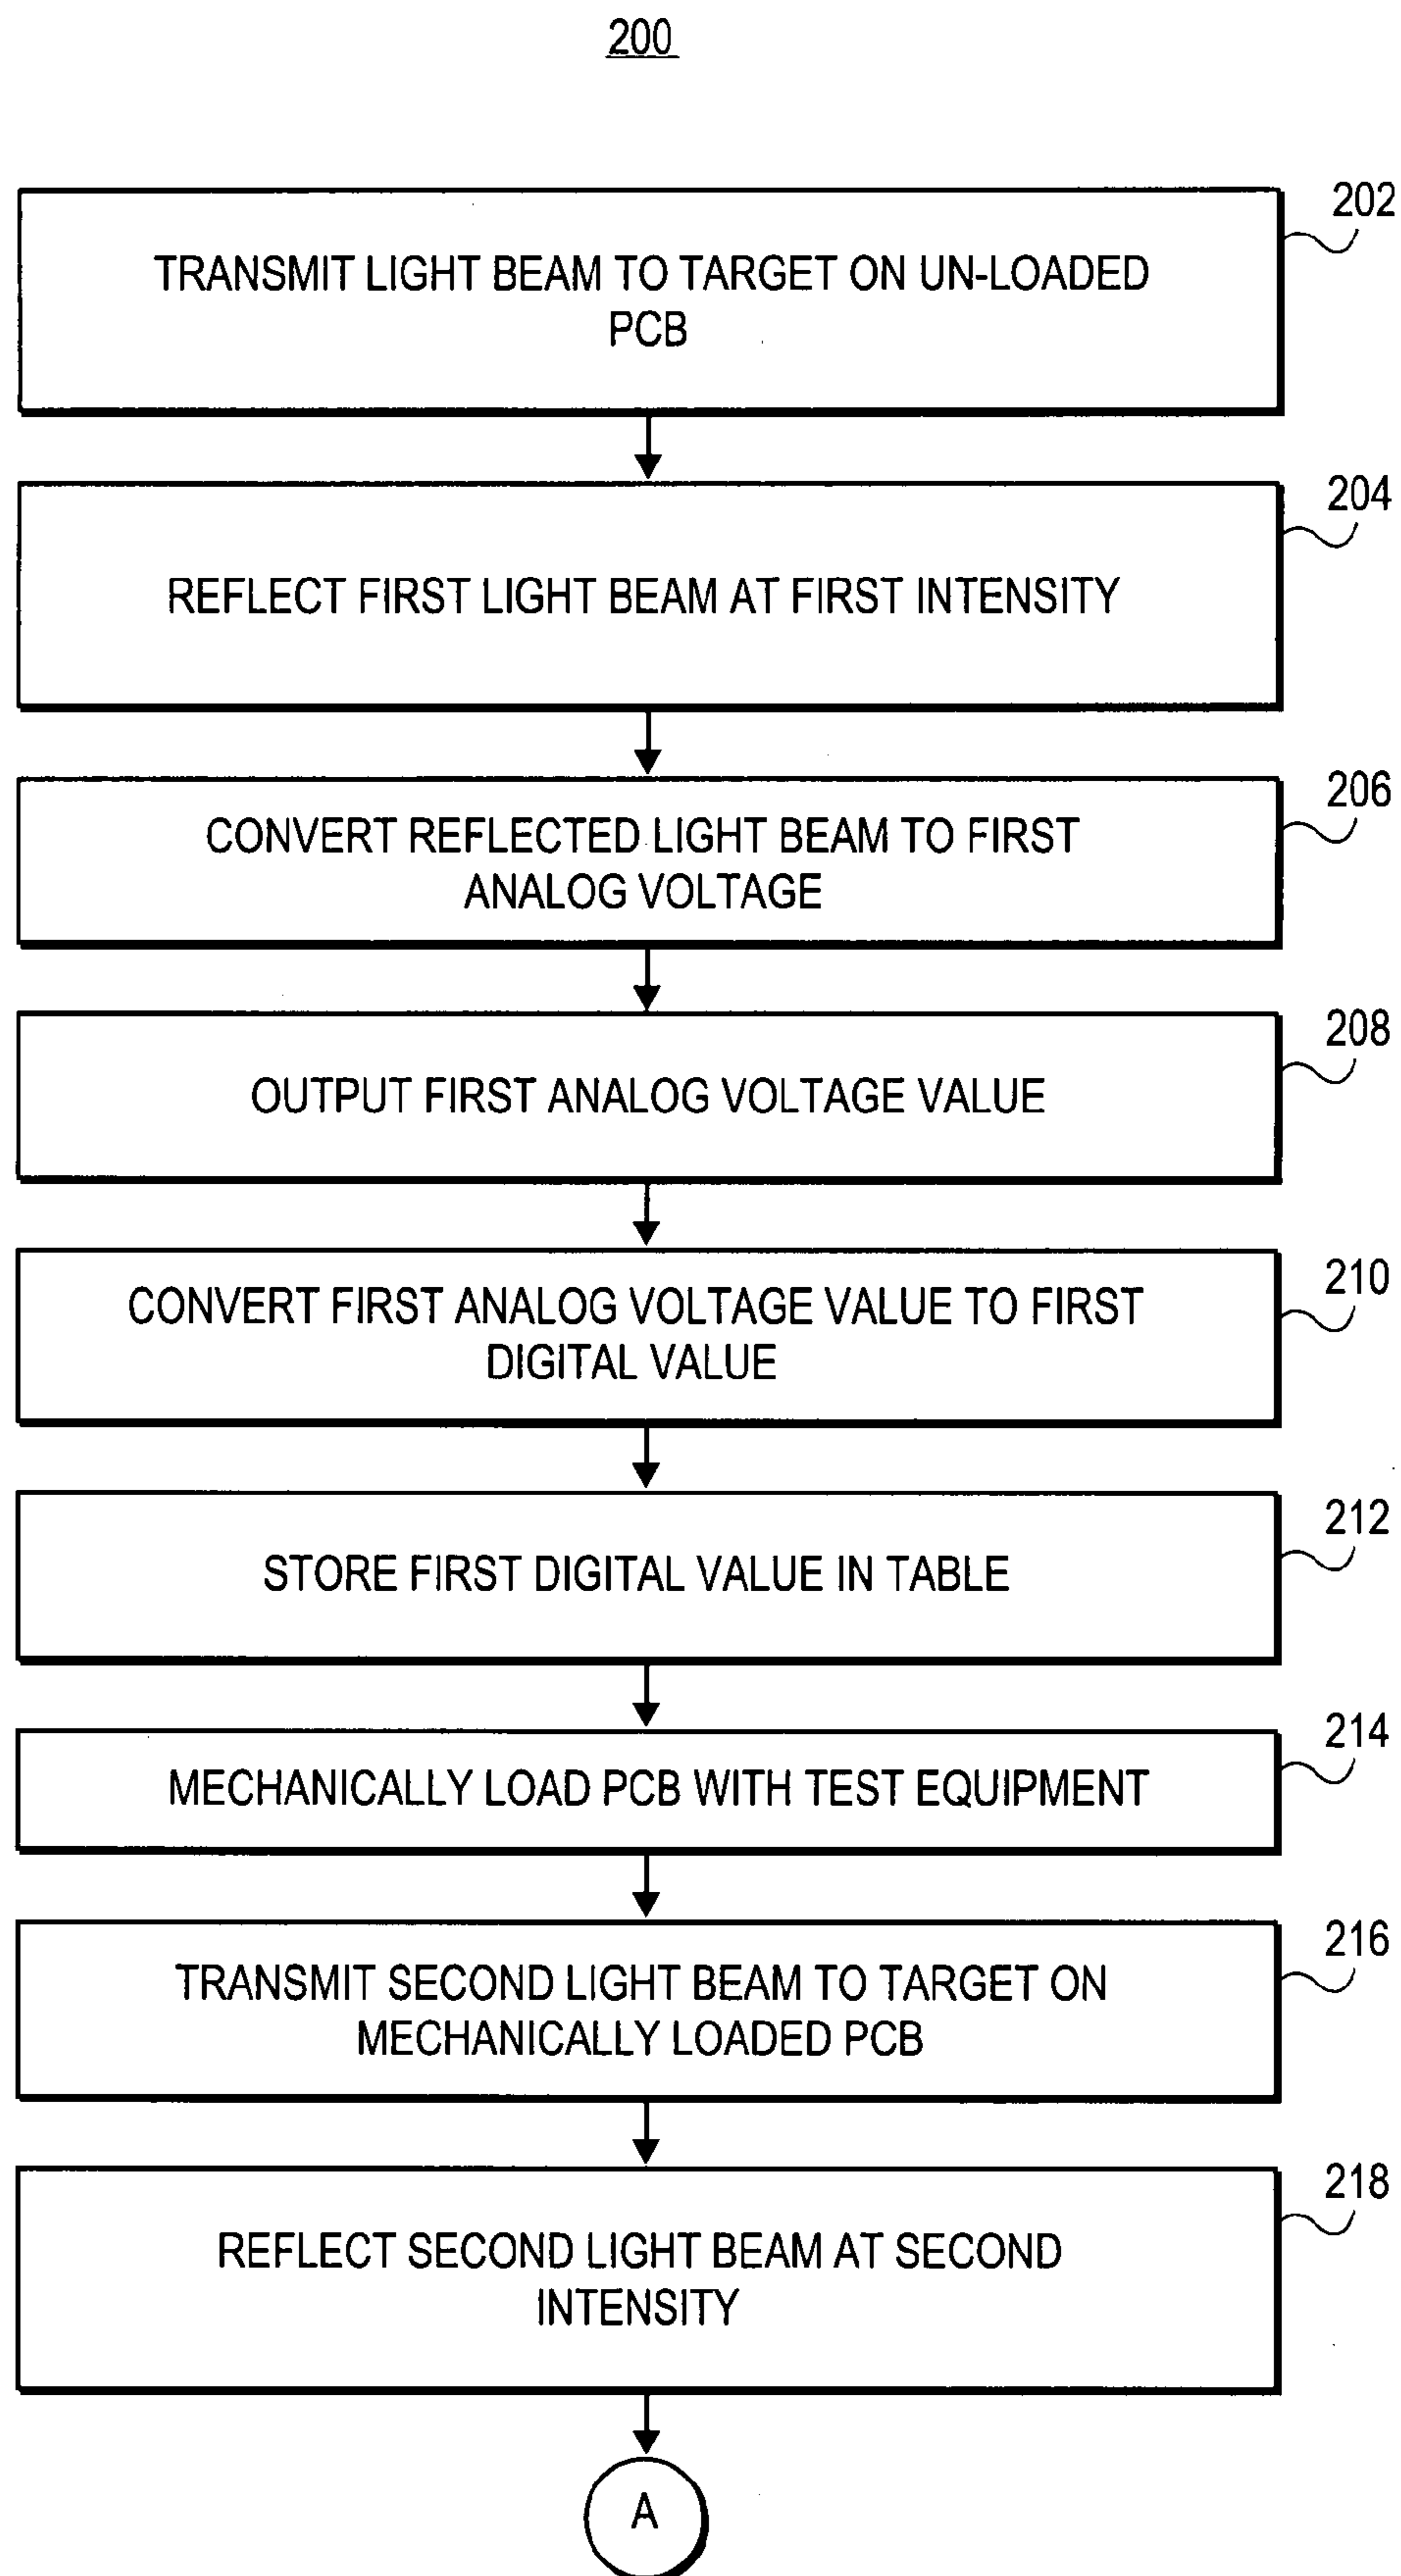 200
202
TRANSMIT LIGHT BEAM TO TARGET ON UN-LOADED
PCB
204
REFLECT FIRST LIGHT BEAM AT FIRST INTENSITY
206
CONVERT REFLECTED LIGHT BEAM TO FIRST
ANALOG VOLTAGE
208
OUTPUT FIRST ANALOG VOLTAGE VALUE
210
CONVERT FIRST ANALOG VOLTAGE VALUE TO FIRST
DIGITAL VALUE
212
STORE FIRST DIGITAL VALUE IN TABLE
214
MECHANICALLY LOAD PCB WITH TEST EQUIPMENT
216
TRANSMIT SECOND LIGHT BEAM TO TARGET ON
MECHANICALLY LOADED PCB
218
REFLECT SECOND LIGHT BEAM AT SECOND
INTENSITY
A